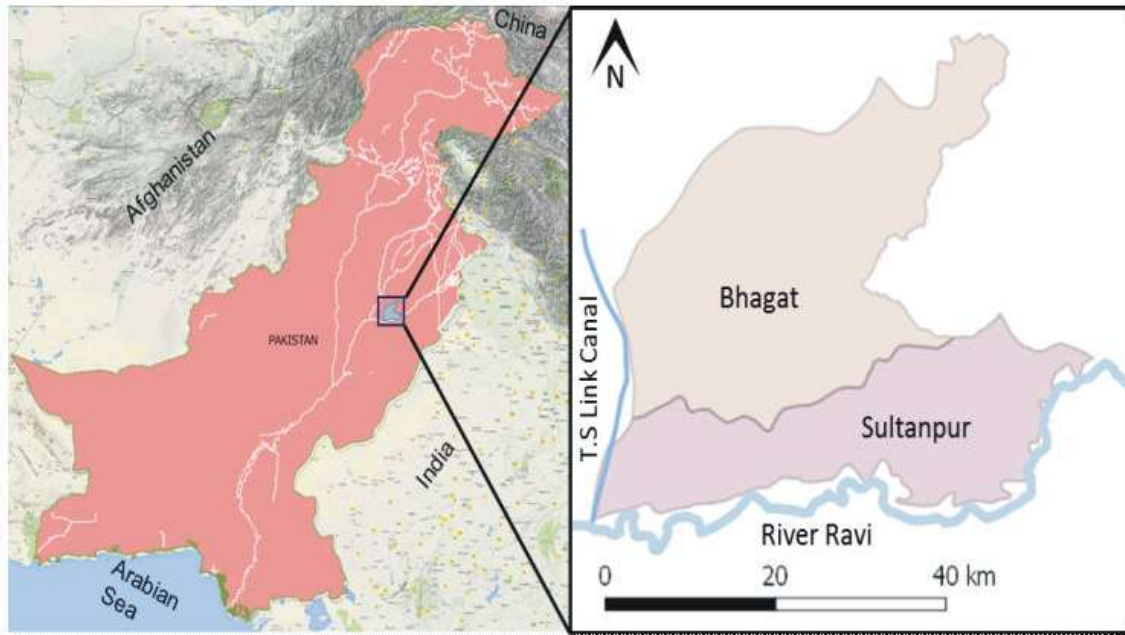 China
Afghanistan
PAKISTAN
India
Arabian
Sea
N
T.S Link Canal
Bhagat
Sultanpur
River Ravi
0 20 40 km